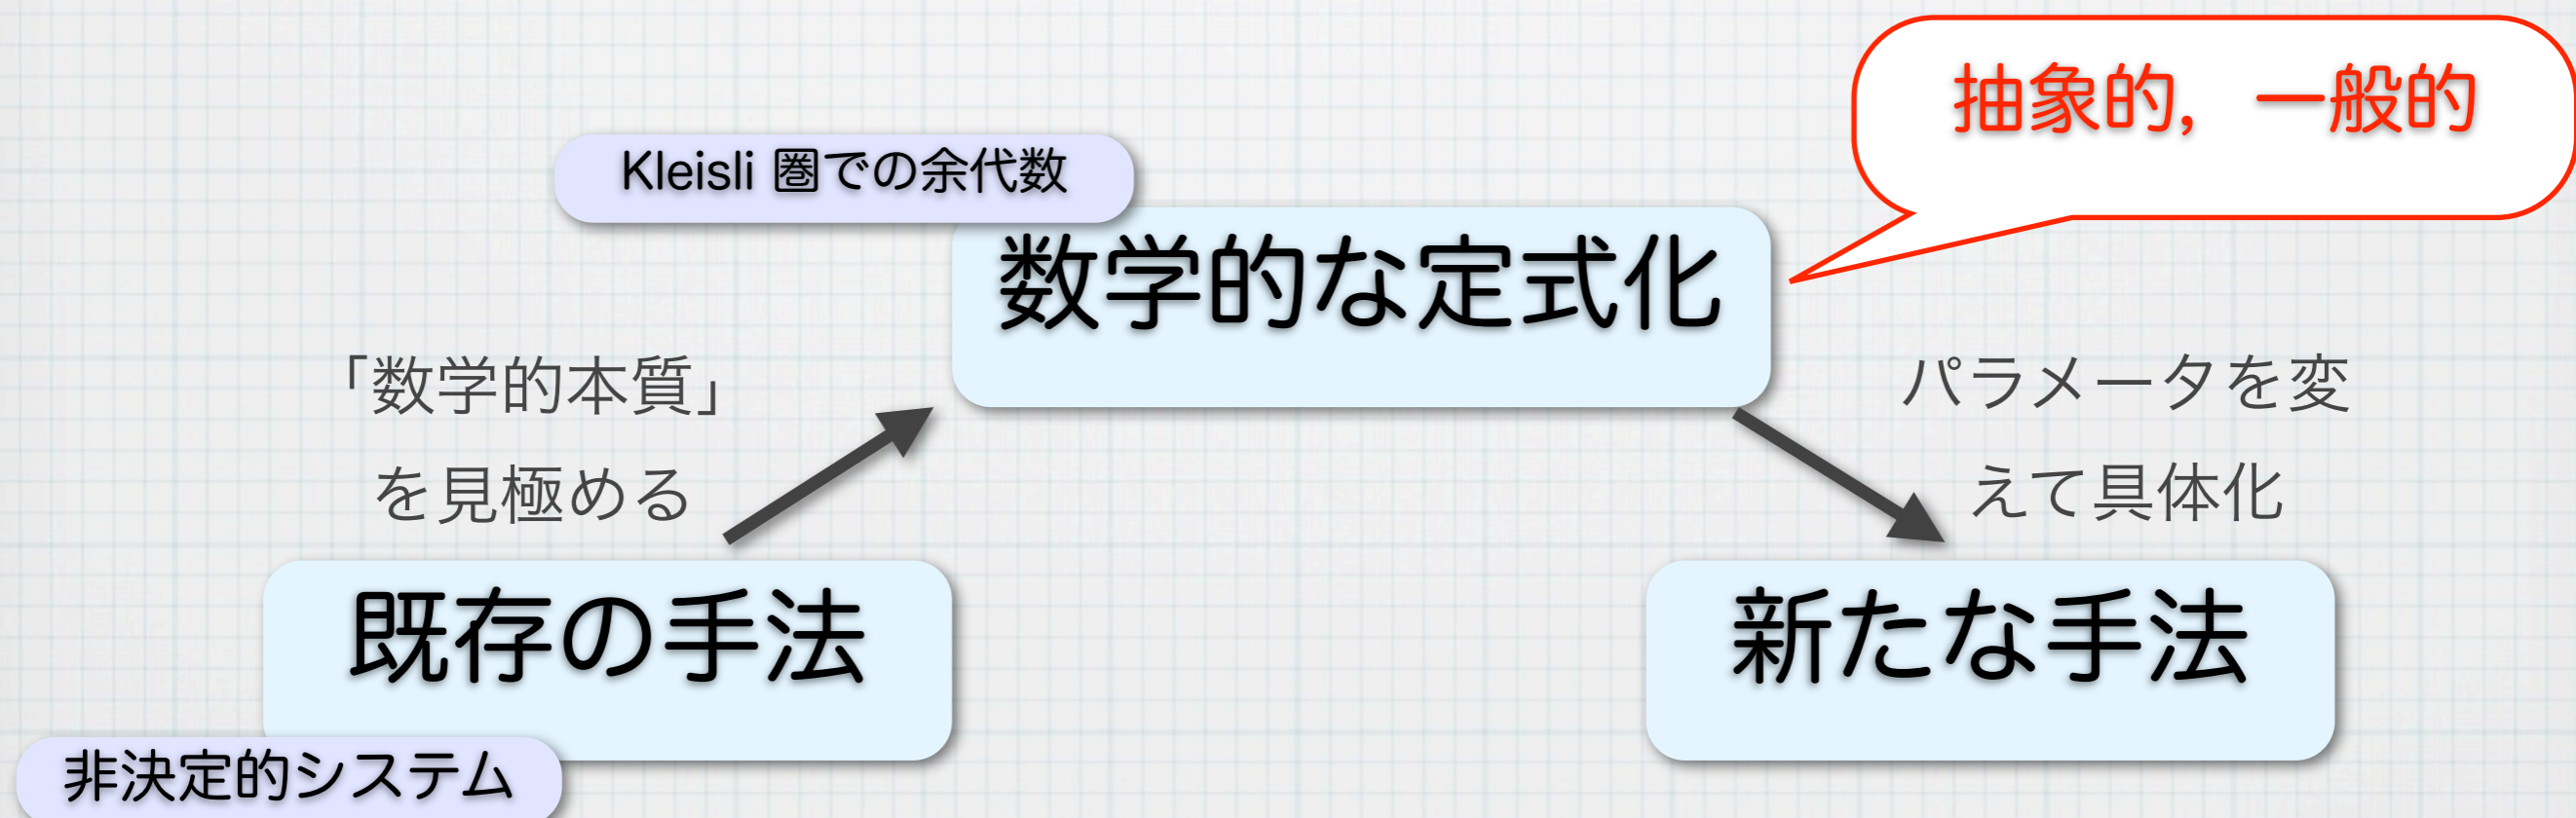 抽象的，一般的
Kleisli 圏での余代数
数学的な定式化
「数学的本質」
を見極める
パラメータを変
えて具体化
既存の手法
新たな手法
非決定的システム